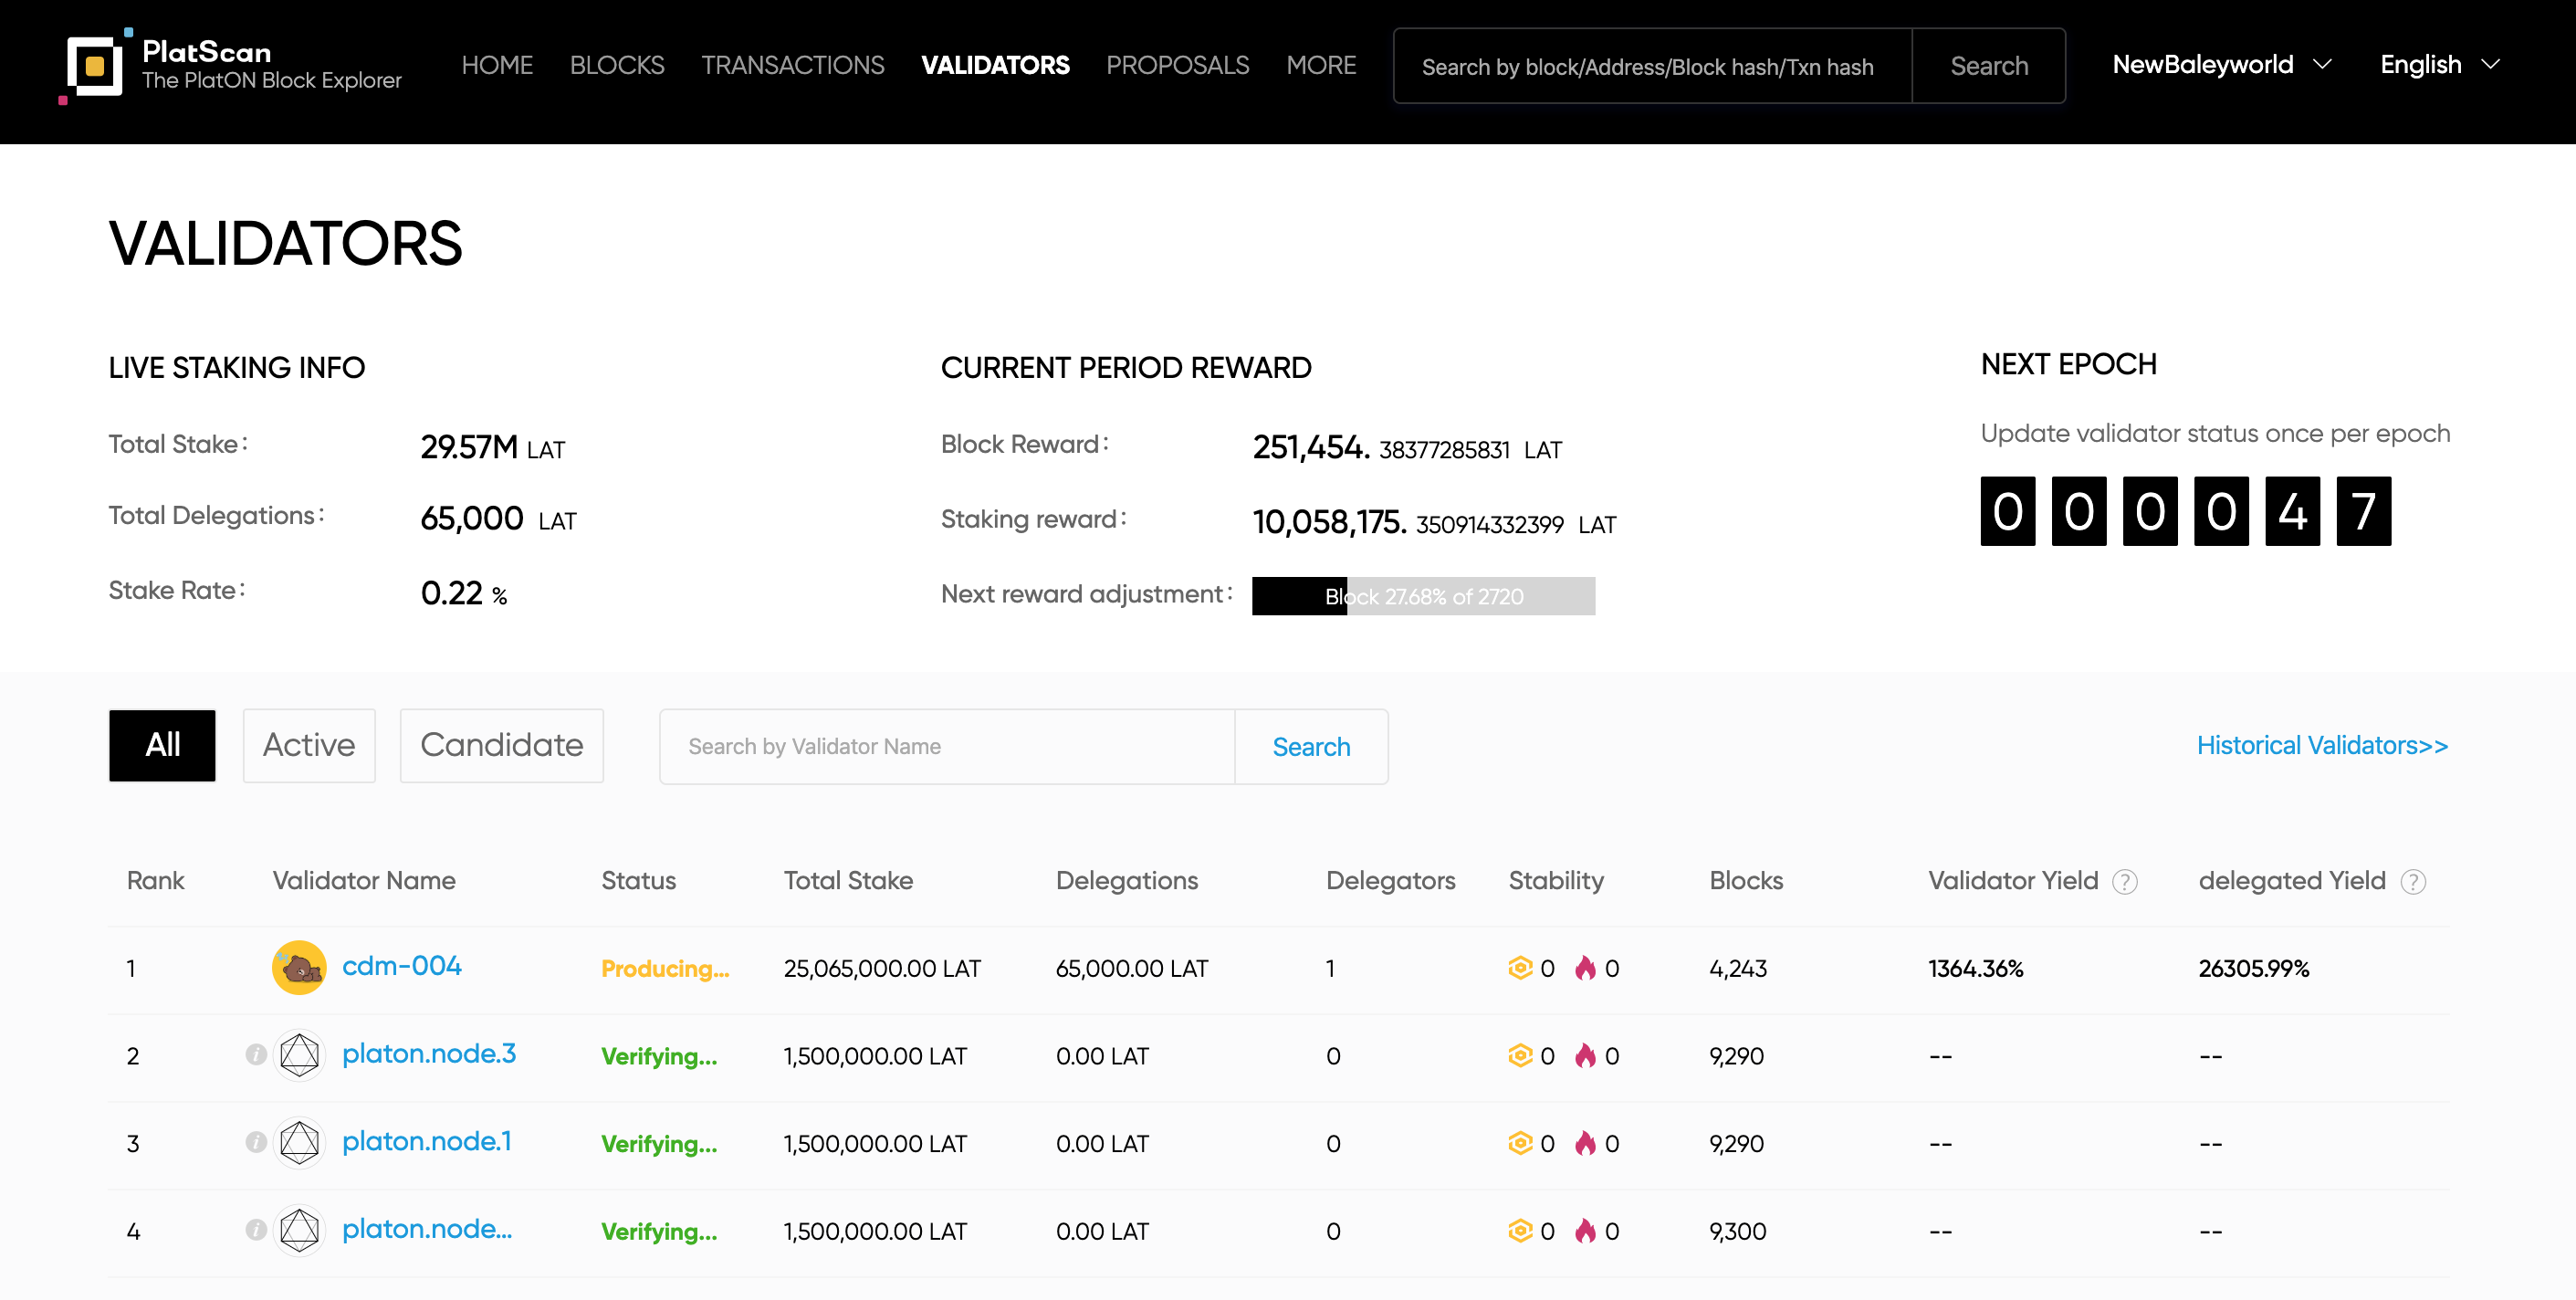 PlatScan
The PlatON Block Explorer
HOME BLOCKS TRANSACTIONS VALIDATORS PROPOSALS MORE
Search by block/Address/Block hash/Txn hash Search
NewBaleyworld English
VALIDATORS
LIVE STAKING INFO
Total Stake: 29.57M LAT
Total Delegations: 65,000 LAT
Stake Rate: 0.22 %
CURRENT PERIOD REWARD
Block Reward: 251,454. 38377285831 LAT
Staking reward: 10,058,175. 350914332399 LAT
Next reward adjustment: Block 27.68% of 2720
NEXT EPOCH
Update validator status once per epoch
0 0 0 0 4 7
All Active Candidate Search by Validator Name Search Historical Validators>>
Rank Validator Name Status Total Stake Delegations Delegators Stability Blocks Validator Yield ? delegated Yield ?
1 cdm-004 Producing... 25,065,000.00 LAT 65,000.00 LAT 1 0 0 4,243 1364.36% 26305.99%
2 i platon.node.3 Verifying... 1,500,000.00 LAT 0.00 LAT 0 0 0 9,290 -- --
3 i platon.node.1 Verifying... 1,500,000.00 LAT 0.00 LAT 0 0 0 9,290 -- --
4 i platon.node... Verifying... 1,500,000.00 LAT 0.00 LAT 0 0 0 9,300 -- --